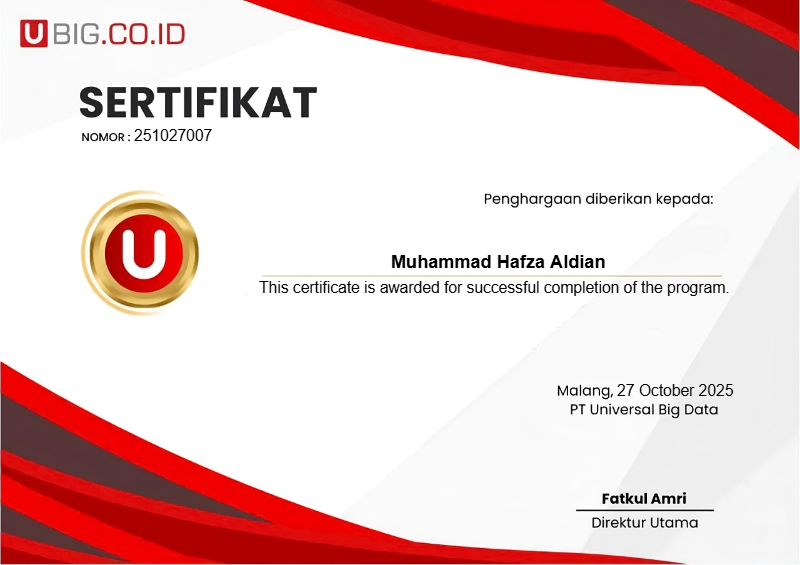 UBIG.CO.ID
SERTIFIKAT
NOMOR : 251027007
Penghargaan diberikan kepada:
U
Muhammad Hafza Aldian
This certificate is awarded for successful completion of the program.
Malang, 27 October 2025
PT Universal Big Data
Fatkul Amri
Direktur Utama